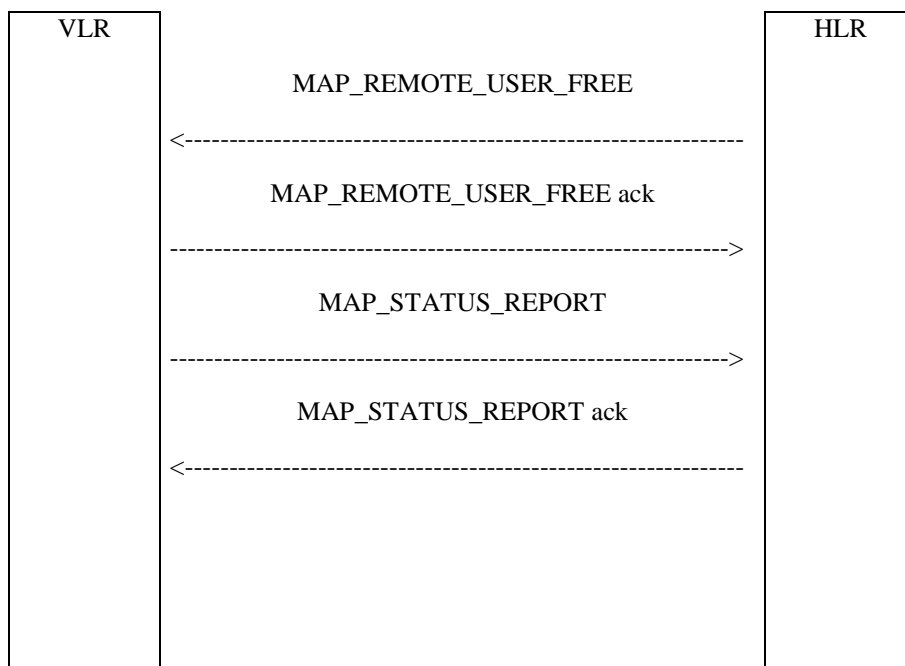 VLR HLR
MAP_REMOTE_USER_FREE
MAP_REMOTE_USER_FREE ack
MAP_STATUS_REPORT
MAP_STATUS_REPORT ack